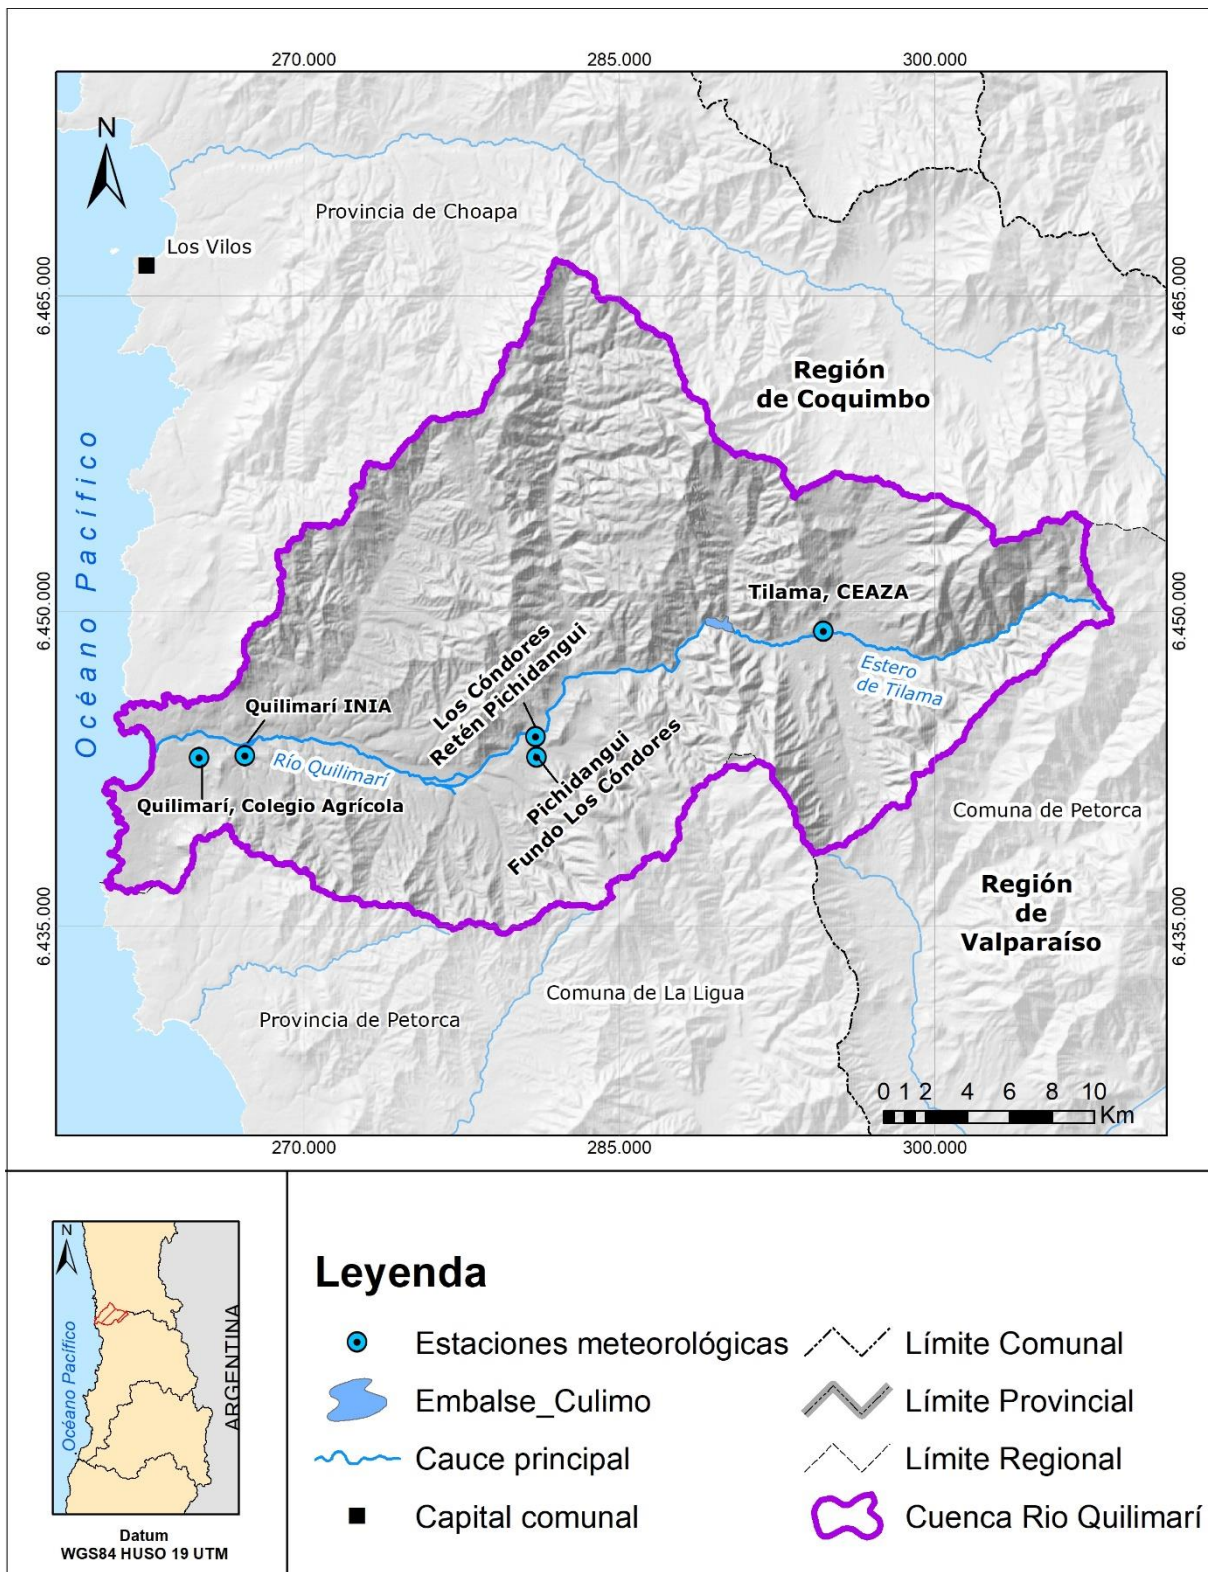 270.000
285.000
300.000
N
Provincia de Choapa
Los Vilos
6.465.000
6.465.000
Región
de Coquimbo
Océano Pacífico
6.450.000
6.450.000
Tilama, CEAZA
Los Cóndores
Retén Pichidangui
Estero
de Tilama
Quilimarí INIA
Río Quilimarí
Pichidangui
Fundo Los Cóndores
Quilimarí, Colegio Agrícola
Comuna de Petorca
Región
de
Valparaíso
6.435.000
6.435.000
Comuna de La Ligua
Provincia de Petorca
0 1 2 4 6 8 10
Km
270.000
285.000
300.000
N
Océano Pacífico
ARGENTINA
Datum
WGS84 HUSO 19 UTM
Leyenda
Estaciones meteorológicas
Embalse_Culimo
Cauce principal
Capital comunal
Límite Comunal
Límite Provincial
Límite Regional
Cuenca Rio Quilimarí